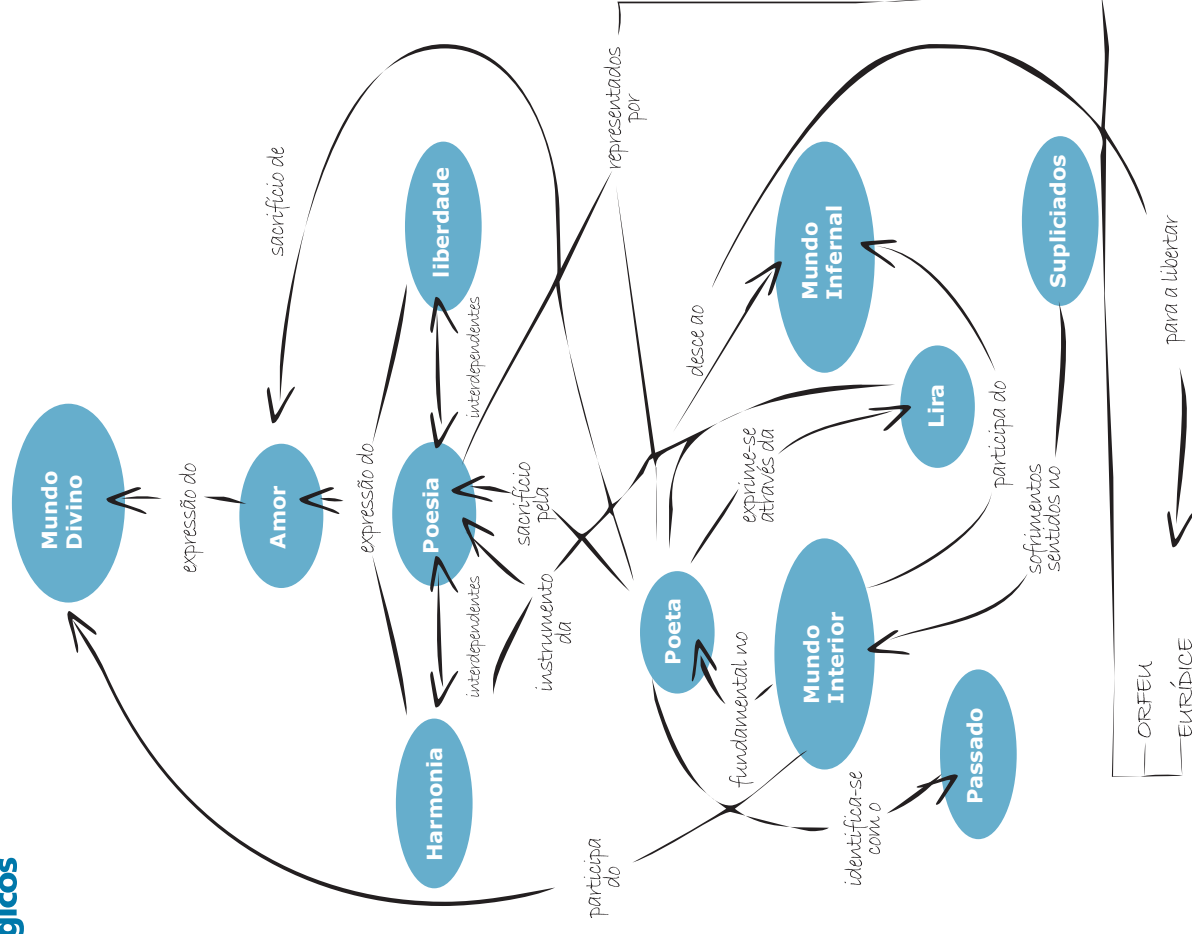 gicos
Mundo
Divino
expressão do
Amor
sacrifício de
expressão do
Harmonia
Poesia
liberdade
interdependentes
interdependentes
sacrifício
pela
instrumento
da
participa
do
representados
por
Poeta
desce ao
fundamental no
exprime-se
através da
Mundo
Interior
Mundo
Infernal
identifica-se
com o
Lira
Passado
participa do
sofrimentos
sentidos no
Supliciados
ORFEU
EURÍDICE
para a libertar